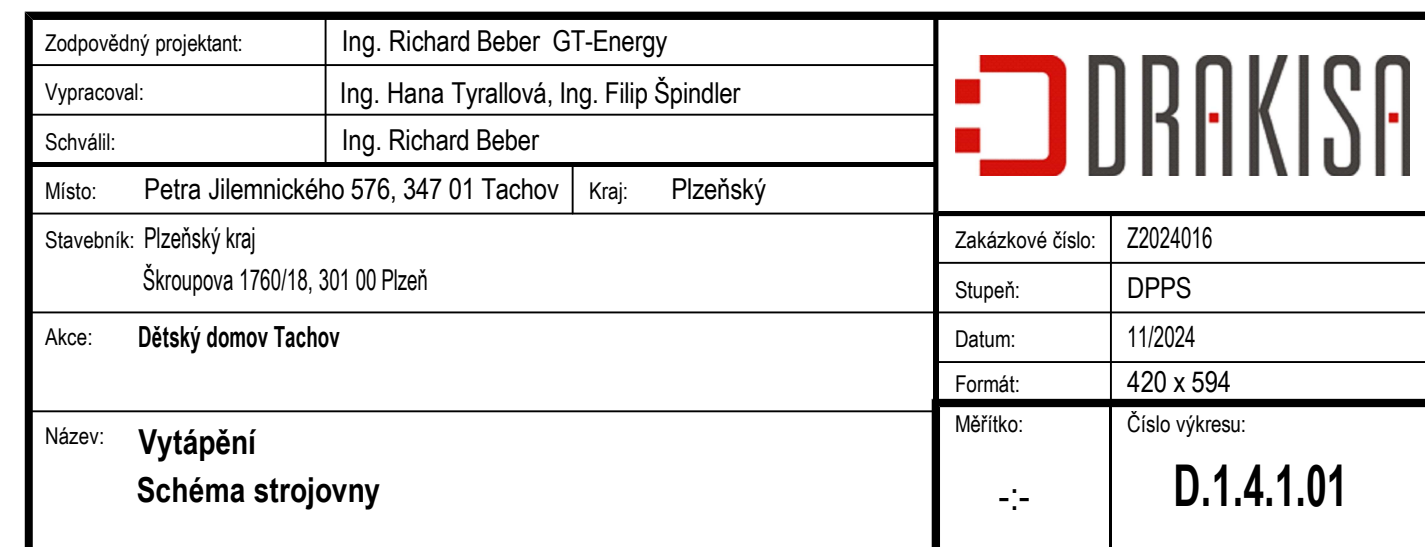 Zodpovědný projektant: Ing. Richard Beber GT-Energy
Vypracoval: Ing. Hana Tyrallová, Ing. Filip Špindler
Schválil: Ing. Richard Beber
DRAKISA
Místo: Petra Jilemnického 576, 347 01 Tachov Kraj: Plzeňský
Stavebník: Plzeňský kraj
Škroupova 1760/18, 301 00 Plzeň
Zakázkové číslo: Z2024016
Stupeň: DPPS
Akce: Dětský domov Tachov
Datum: 11/2024
Formát: 420 x 594
Název: Vytápění
Schéma strojovny
Měřítko:
-:-
Číslo výkresu:
D.1.4.1.01